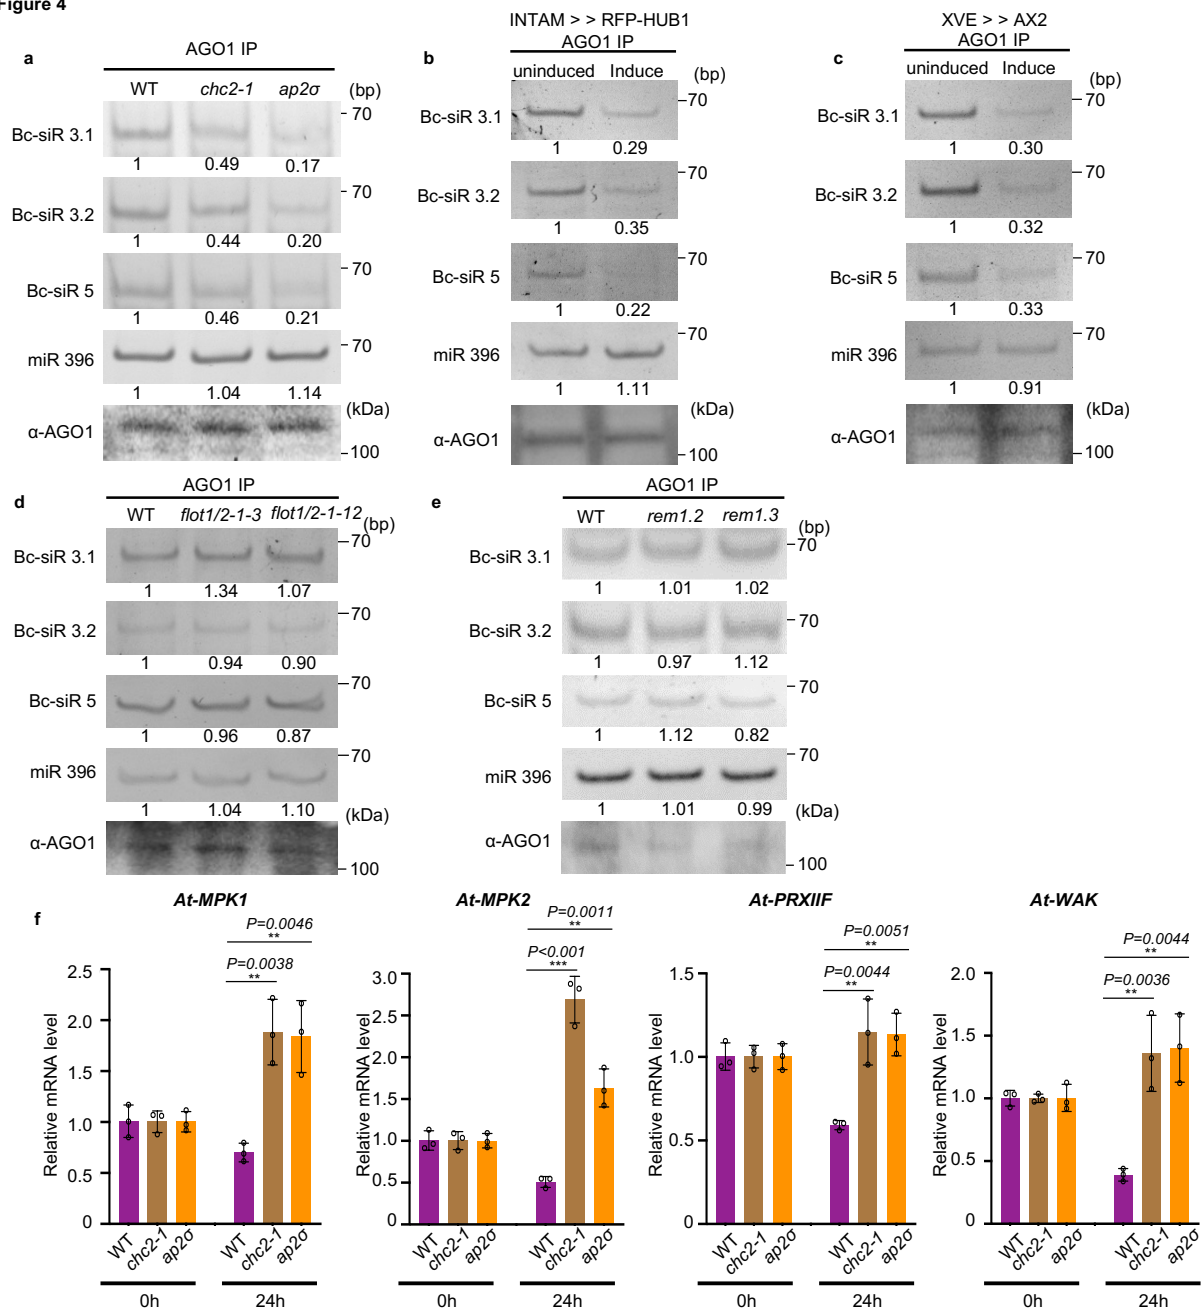 Figure 4
a
AGO1 IP
WT chc2-1 ap2σ (bp)
Bc-siR 3.1 70
1 0.49 0.17
Bc-siR 3.2 70
1 0.44 0.20
Bc-siR 5 70
1 0.46 0.21
miR 396 70
1 1.04 1.14
(kDa)
α-AGO1 100
b
INTAM > > RFP-HUB1
AGO1 IP
uninduced Induce (bp)
Bc-siR 3.1 70
1 0.29
Bc-siR 3.2 70
1 0.35
Bc-siR 5 70
1 0.22
miR 396 70
1 1.11
(kDa)
α-AGO1 100
c
XVE > > AX2
AGO1 IP
uninduced Induce (bp)
Bc-siR 3.1 70
1 0.30
Bc-siR 3.2 70
1 0.32
Bc-siR 5 70
1 0.33
miR 396 70
1 0.91
(kDa)
α-AGO1 100
d
AGO1 IP
WT flot1/2-1-3 flot1/2-1-12 (bp)
Bc-siR 3.1 70
1 1.34 1.07
Bc-siR 3.2 70
1 0.94 0.90
Bc-siR 5 70
1 0.96 0.87
miR 396 70
1 1.04 1.10 (kDa)
α-AGO1 100
e
AGO1 IP
WT rem1.2 rem1.3 (bp)
Bc-siR 3.1 70
1 1.01 1.02
Bc-siR 3.2 70
1 0.97 1.12
Bc-siR 5 70
1 1.12 0.82
miR 396 70
1 1.01 0.99 (kDa)
α-AGO1 100
f
At-MPK1
P=0.0046
**
P=0.0038
**
Relative mRNA level
2.5
2.0
1.5
1.0
0.5
0
WT chc2-1 ap2σ WT chc2-1 ap2σ
0h 24h
At-MPK2
P=0.0011
**
P<0.001
***
Relative mRNA level
3.0
2.5
2.0
1.5
1.0
0.5
0
WT chc2-1 ap2σ WT chc2-1 ap2σ
0h 24h
At-PRXIIF
P=0.0051
**
P=0.0044
**
Relative mRNA level
1.5
1.0
0.5
0
WT chc2-1 ap2σ WT chc2-1 ap2σ
0h 24h
At-WAK
P=0.0044
**
P=0.0036
**
Relative mRNA level
2.0
1.5
1.0
0.5
0
WT chc2-1 ap2σ WT chc2-1 ap2σ
0h 24h